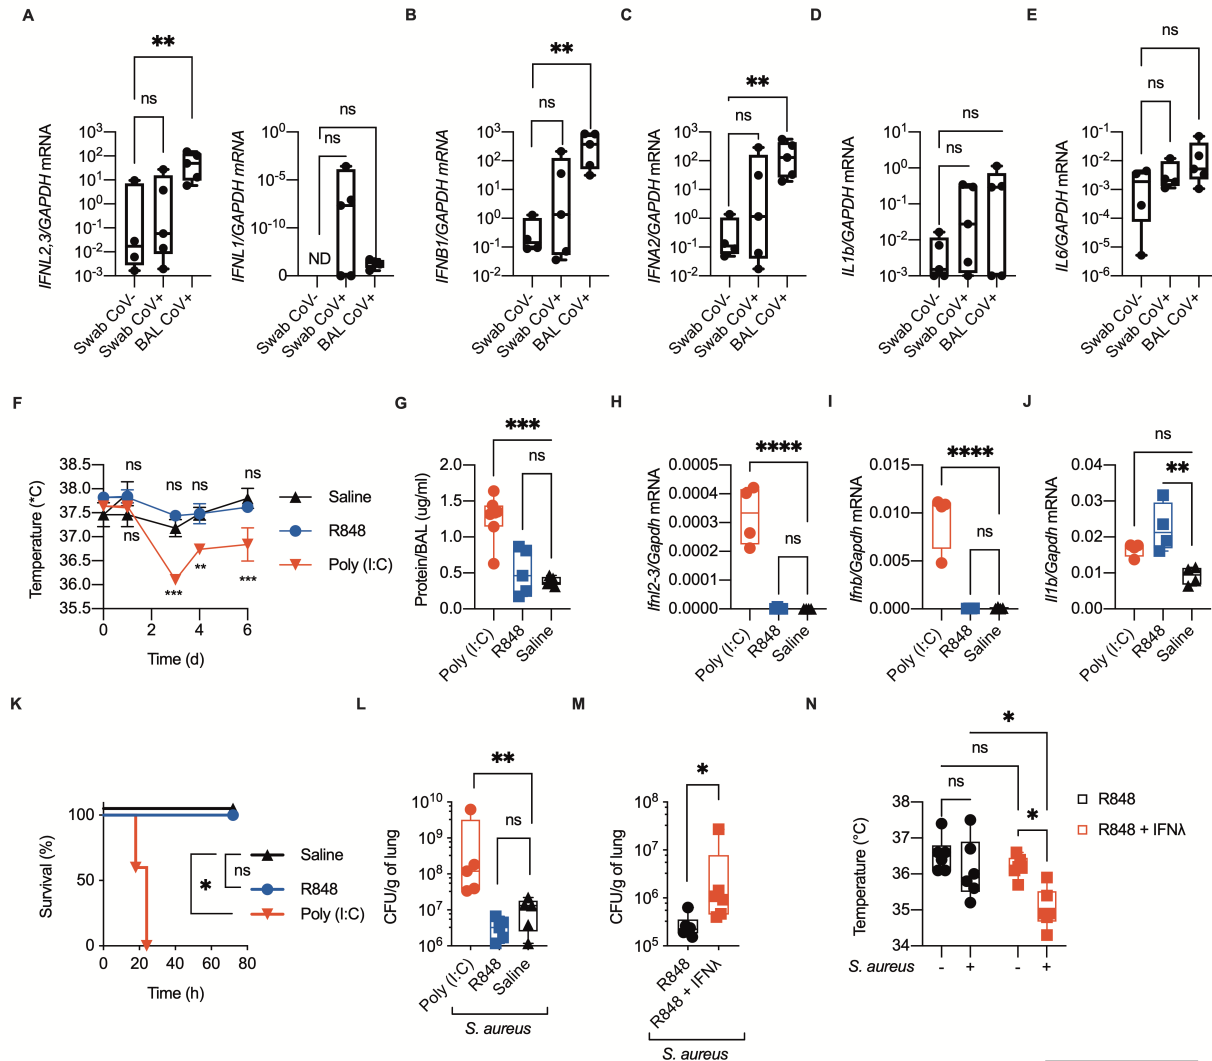 A
B
C
D
E
**
ns
IFNL2,3/GAPDH mRNA
10³
10²
10¹
10⁰
10⁻¹
10⁻²
10⁻³
Swab CoV-
Swab CoV+
BAL CoV+
ns
ns
IFNL1/GAPDH mRNA
10⁰
10⁻⁵
10⁻¹⁰
0
ND
Swab CoV-
Swab CoV+
BAL CoV+
**
ns
IFNB1/GAPDH mRNA
10³
10²
10¹
10⁰
10⁻¹
10⁻²
Swab CoV-
Swab CoV+
BAL CoV+
**
ns
IFNA2/GAPDH mRNA
10³
10²
10¹
10⁰
10⁻¹
10⁻²
Swab CoV-
Swab CoV+
BAL CoV+
ns
ns
IL1b/GAPDH mRNA
10¹
10⁰
10⁻¹
10⁻²
10⁻³
Swab CoV-
Swab CoV+
BAL CoV+
ns
ns
IL6/GAPDH mRNA
10⁻¹
10⁻²
10⁻³
10⁻⁴
10⁻⁵
10⁻⁶
Swab CoV-
Swab CoV+
BAL CoV+
F
G
H
I
J
Temperature (*C)
38.5
38.0
37.5
37.0
36.5
36.0
35.5
ns
ns
ns
ns
ns
***
**
***
0 2 4 6
Time (d)
Saline
R848
Poly (I:C)
***
ns
Protein/BAL (ug/ml)
2.0
1.5
1.0
0.5
0.0
Poly (I:C)
R848
Saline
****
ns
Ifnl2-3/Gapdh mRNA
0.0005
0.0004
0.0003
0.0002
0.0001
0.0000
Poly (I:C)
R848
Saline
****
ns
Ifnb/Gapdh mRNA
0.015
0.010
0.005
0.000
Poly (I:C)
R848
Saline
ns
**
Il1b/Gapdh mRNA
0.04
0.03
0.02
0.01
0.00
Poly (I:C)
R848
Saline
K
L
M
N
Survival (%)
100
50
0
0 20 40 60 80
Time (h)
*
ns
Saline
R848
Poly (I:C)
**
ns
CFU/g of lung
10¹⁰
10⁹
10⁸
10⁷
10⁶
Poly (I:C)
R848
Saline
S. aureus
*
CFU/g of lung
10⁸
10⁷
10⁶
10⁵
R848
R848 + IFNλ
S. aureus
*
ns
ns
*
Temperature (°C)
38
37
36
35
34
S. aureus - + - +
R848
R848 + IFNλ